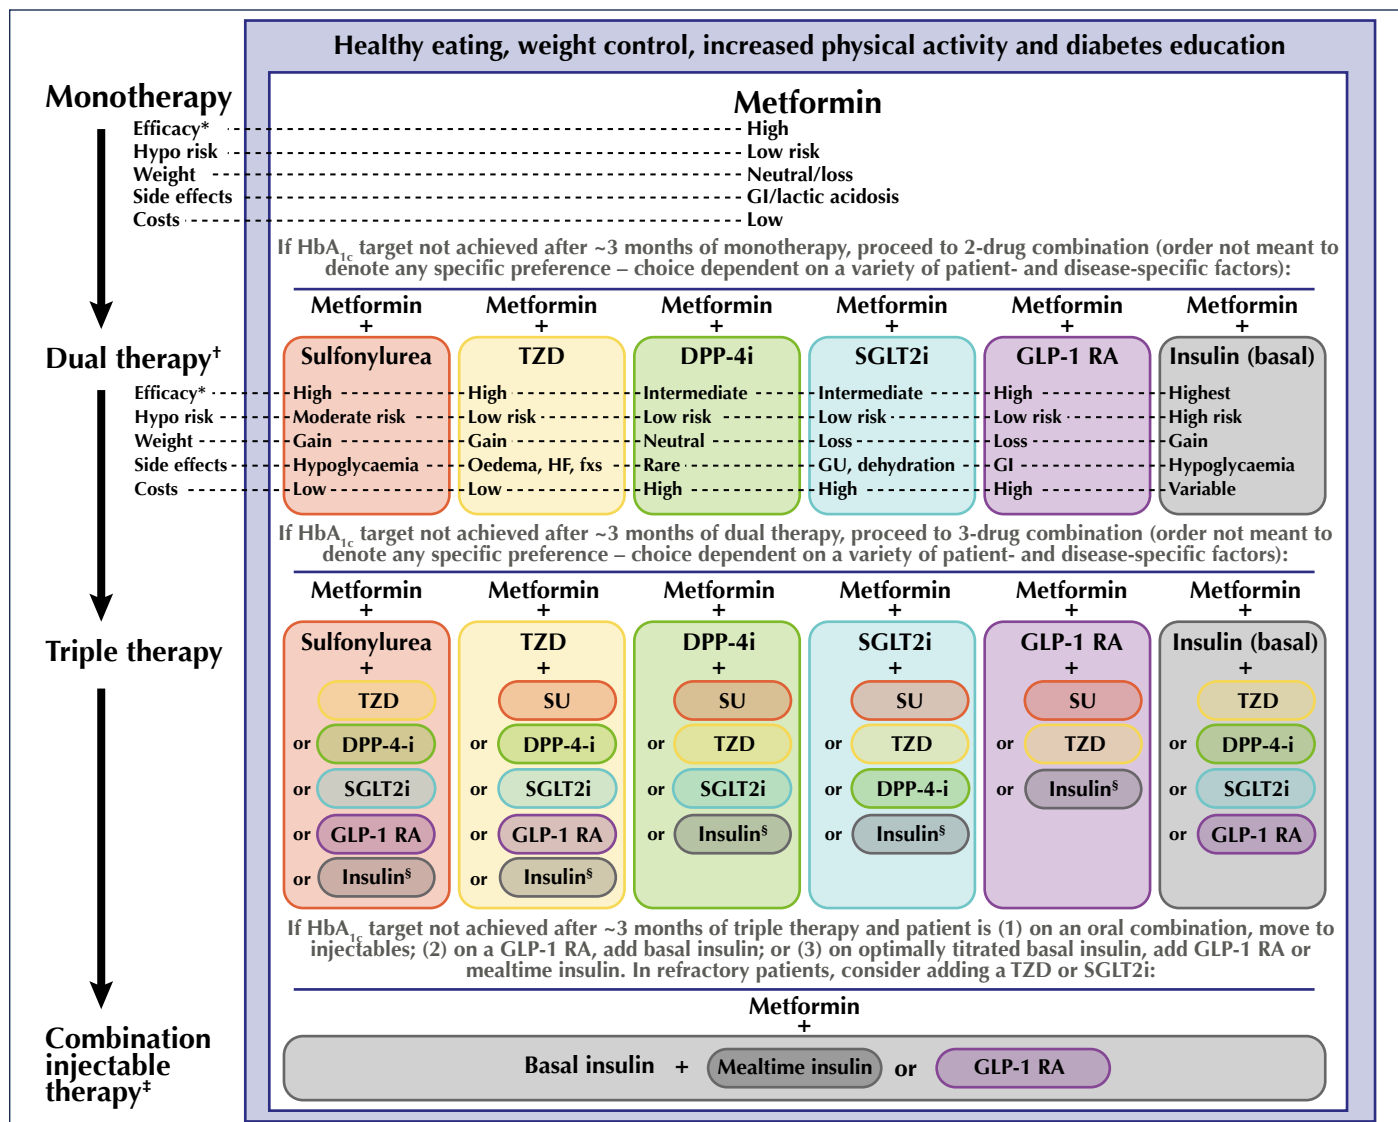 Healthy eating, weight control, increased physical activity and diabetes education
Monotherapy
Metformin
Efficacy* High
Hypo risk Low risk
Weight Neutral/loss
Side effects GI/lactic acidosis
Costs Low
If HbA1c target not achieved after ~3 months of monotherapy, proceed to 2-drug combination (order not meant to
denote any specific preference – choice dependent on a variety of patient- and disease-specific factors):
Metformin Metformin Metformin Metformin Metformin Metformin
+ + + + + +
Dual therapy†
Sulfonylurea TZD DPP-4i SGLT2i GLP-1 RA Insulin (basal)
Efficacy* High High Intermediate Intermediate High Highest
Hypo risk Moderate risk Low risk Low risk Low risk Low risk High risk
Weight Gain Gain Neutral Loss Loss Gain
Side effects Hypoglycaemia Oedema, HF, fxs Rare GU, dehydration GI Hypoglycaemia
Costs Low Low High High High Variable
If HbA1c target not achieved after ~3 months of dual therapy, proceed to 3-drug combination (order not meant to
denote any specific preference – choice dependent on a variety of patient- and disease-specific factors):
Metformin Metformin Metformin Metformin Metformin Metformin
+ + + + + +
Triple therapy
Sulfonylurea TZD DPP-4i SGLT2i GLP-1 RA Insulin (basal)
+ + + + + +
TZD SU SU SU SU TZD
or DPP-4-i or DPP-4-i or TZD or TZD or TZD or DPP-4-i
or SGLT2i or SGLT2i or SGLT2i or DPP-4-i or Insulin§ or SGLT2i
or GLP-1 RA or GLP-1 RA or Insulin§ or Insulin§ or GLP-1 RA
or Insulin§ or Insulin§
If HbA1c target not achieved after ~3 months of triple therapy and patient is (1) on an oral combination, move to
injectables; (2) on a GLP-1 RA, add basal insulin; or (3) on optimally titrated basal insulin, add GLP-1 RA or
mealtime insulin. In refractory patients, consider adding a TZD or SGLT2i:
Metformin
+
Combination
injectable
therapy‡
Basal insulin + Mealtime insulin or GLP-1 RA